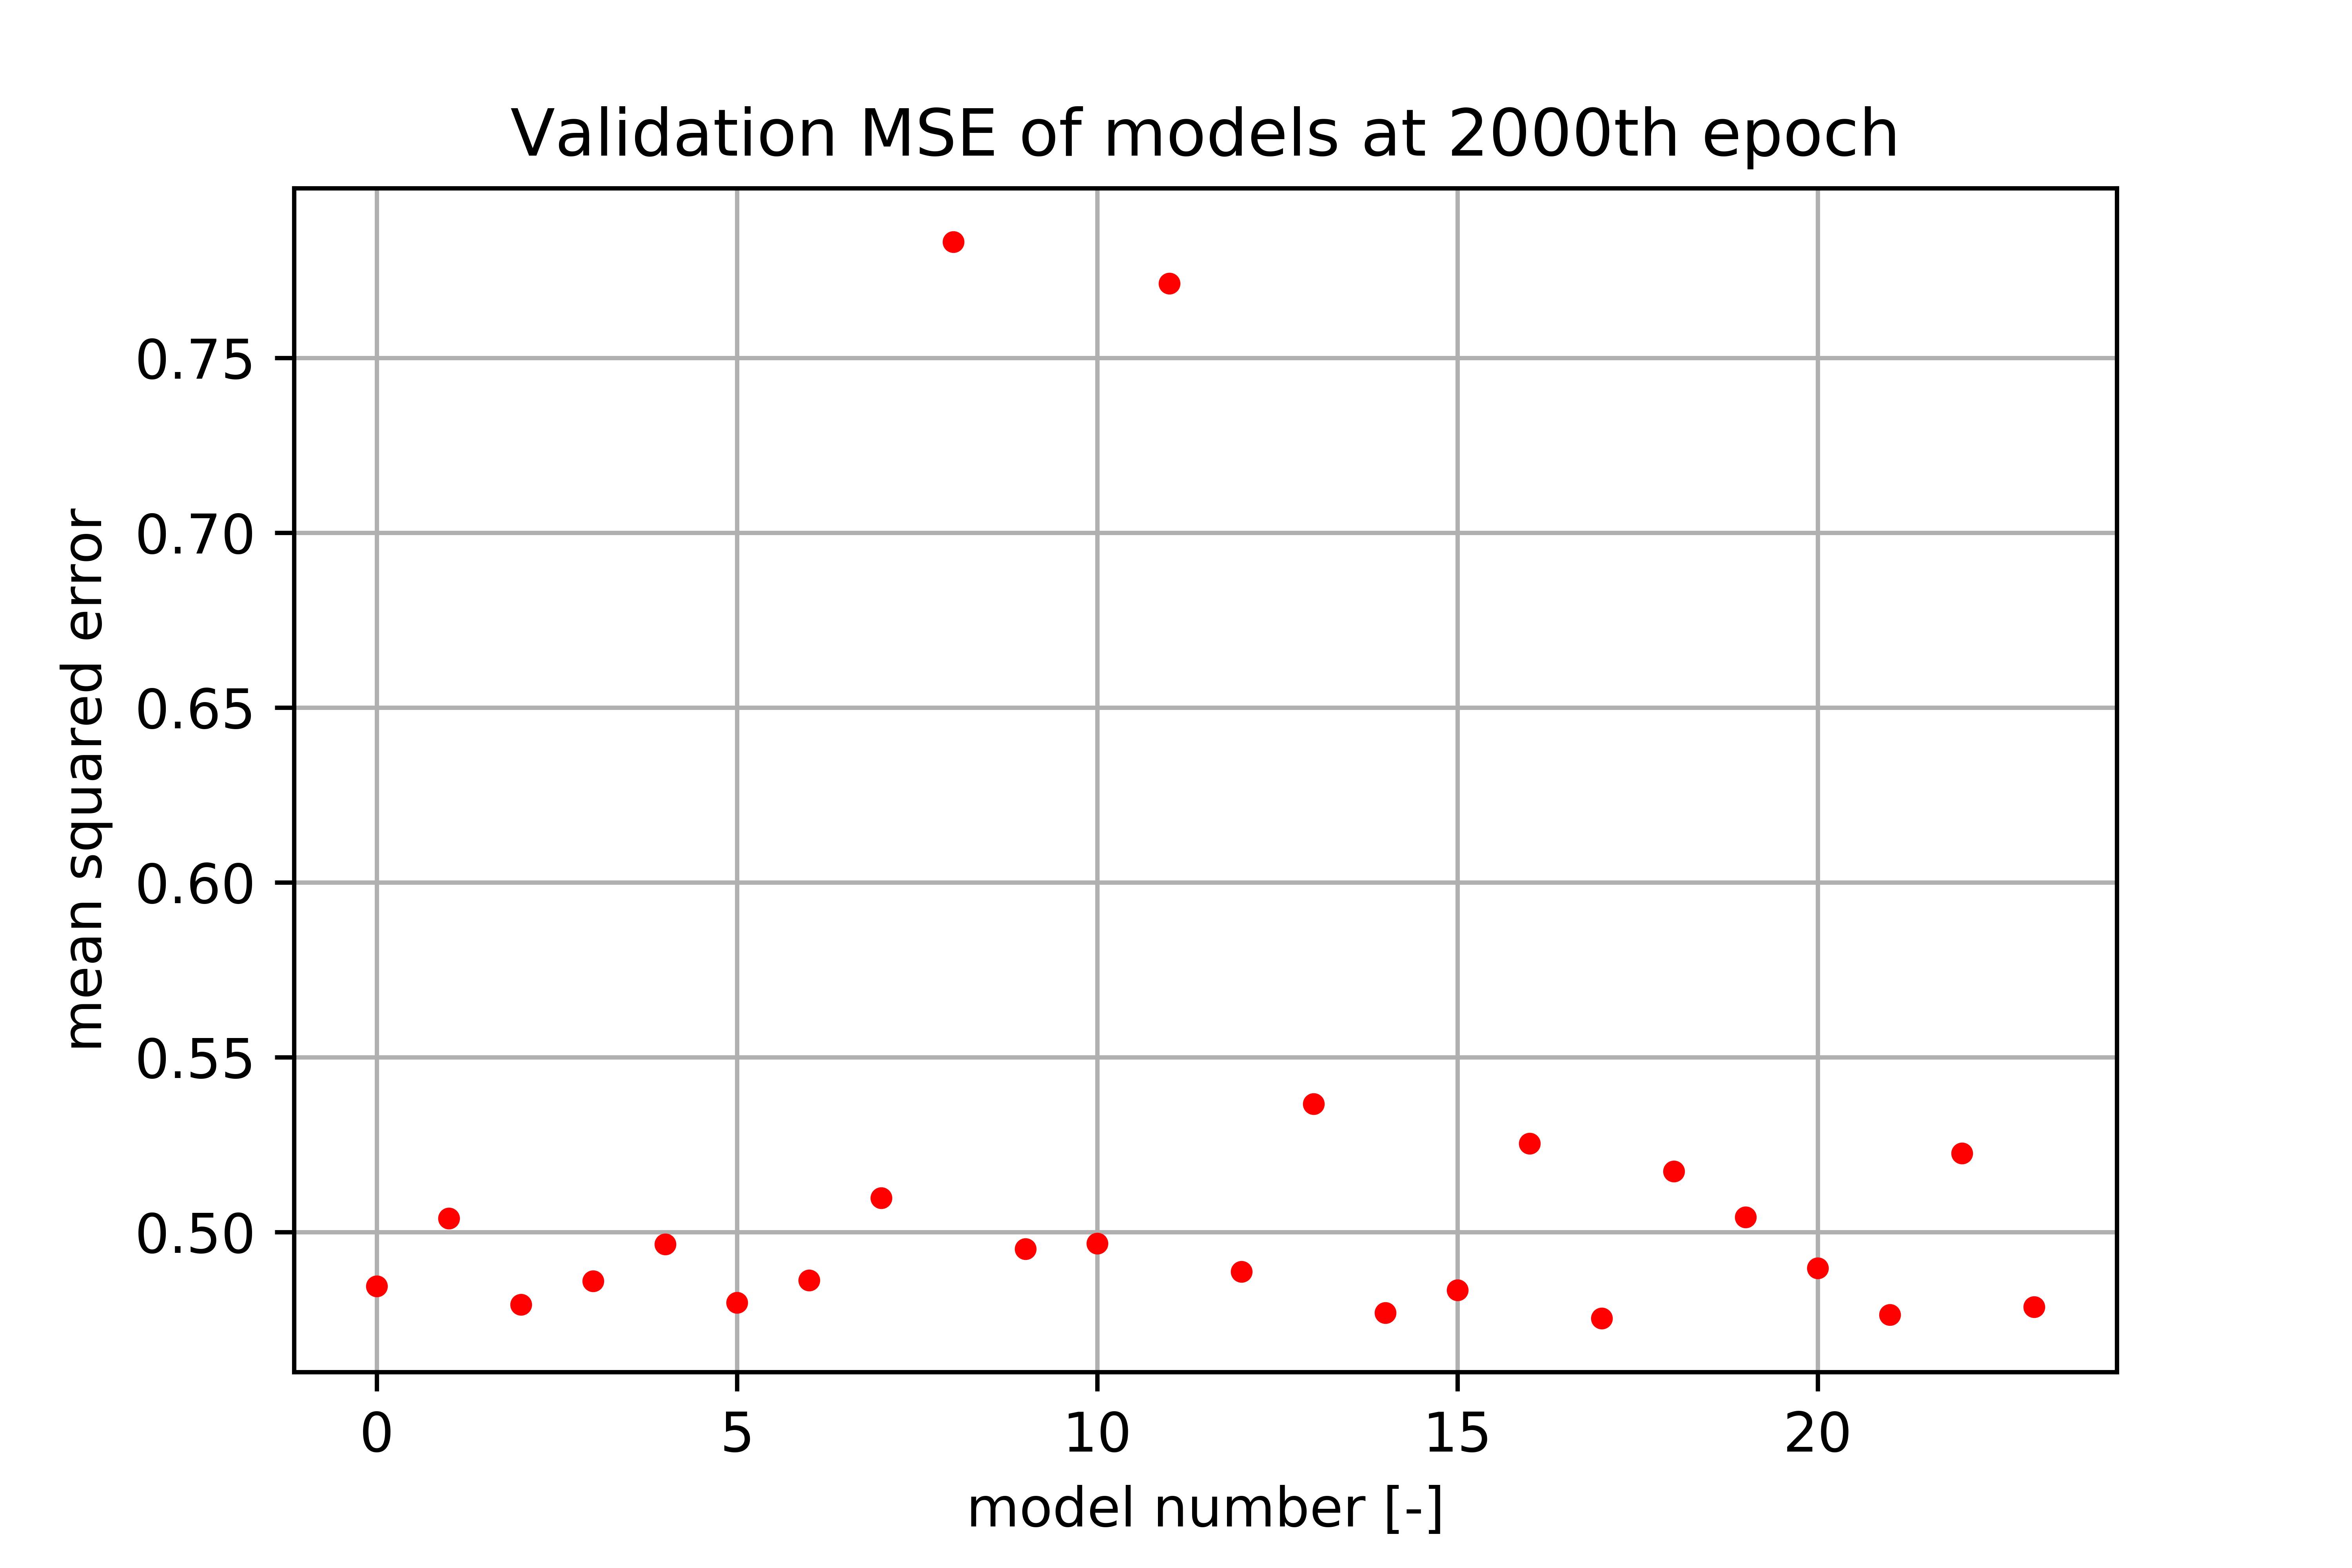 Validation MSE of models at 2000th epoch
mean squared error
0.75
0.70
0.65
0.60
0.55
0.50
0 5 10 15 20
model number [-]